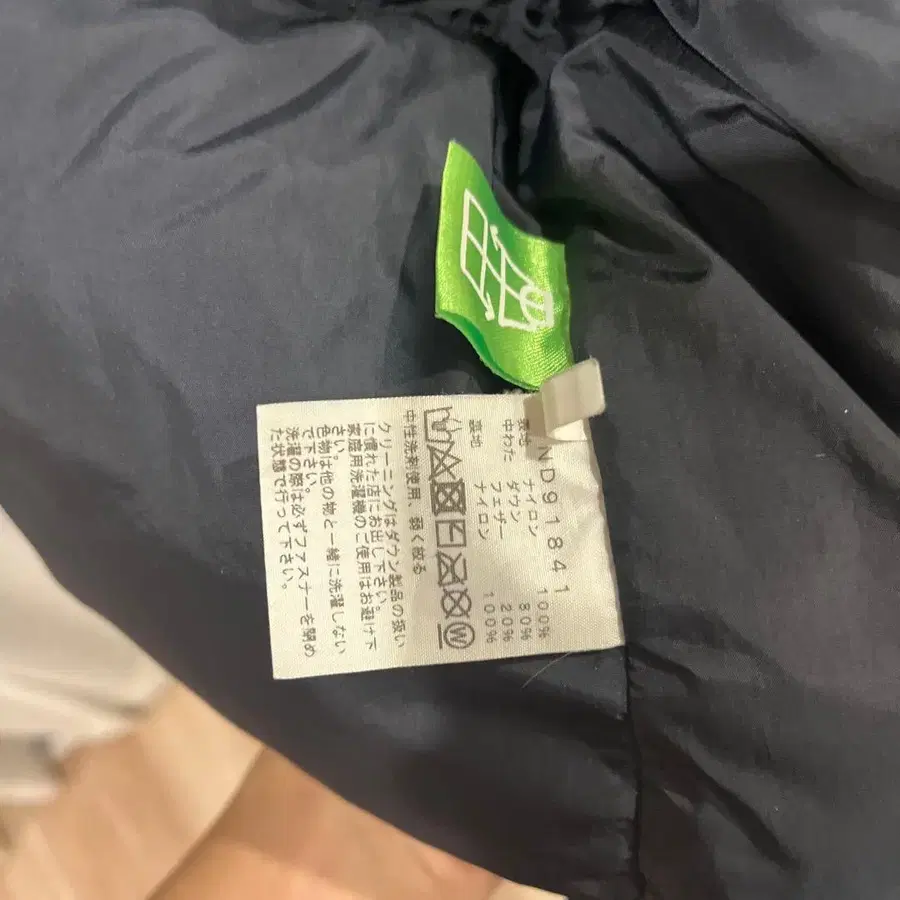 ND91841
表地 ナイロン 100%
中わた ダウン 80%
フェザー 20%
裏地 ナイロン 100%
中性洗剤使用、弱く絞る
クリーニングはダウン製品の扱い
に慣れた店にお出し下さい。
家庭用洗濯機のご使用はお避け下
さい。
色物は他の物と一緒に洗濯しない
で下さい。
洗濯の際は必ずファスナーを閉め
た状態で行って下さい。